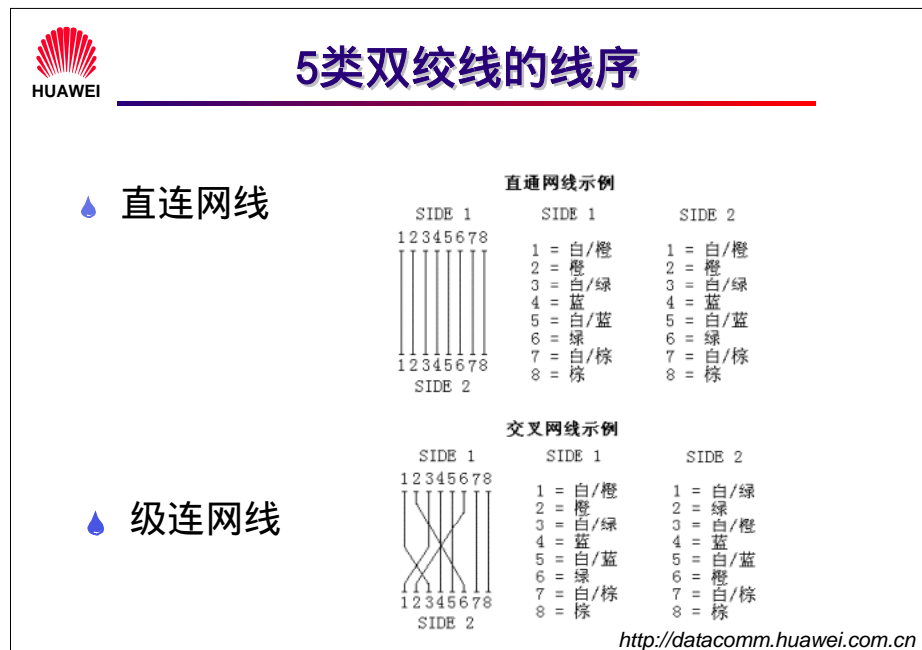 HUAWEI
5类双绞线的线序
直连网线
直通网线示例
SIDE 1 SIDE 1 SIDE 2
12345678
1 = 白/橙 1 = 白/橙
2 = 橙 2 = 橙
3 = 白/绿 3 = 白/绿
4 = 蓝 4 = 蓝
5 = 白/蓝 5 = 白/蓝
6 = 绿 6 = 绿
7 = 白/棕 7 = 白/棕
8 = 棕 8 = 棕
12345678
SIDE 2
级连网线
交叉网线示例
SIDE 1 SIDE 1 SIDE 2
12345678
1 = 白/橙 1 = 白/绿
2 = 橙 2 = 绿
3 = 白/绿 3 = 白/橙
4 = 蓝 4 = 蓝
5 = 白/蓝 5 = 白/蓝
6 = 绿 6 = 橙
7 = 白/棕 7 = 白/棕
8 = 棕 8 = 棕
12345678
SIDE 2
http://datacomm.huawei.com.cn